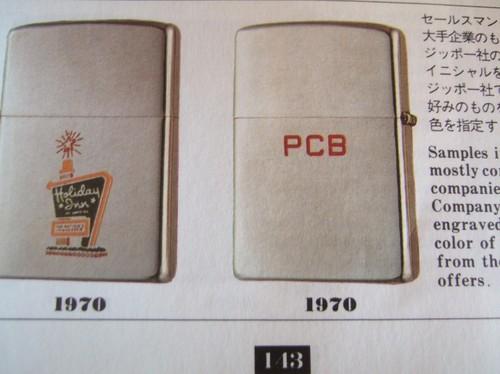 Holiday
Inn
PCB
1970
1970
143
セールスマン
大手企業のも
ジッポー社の
イニシャルを
ジッポー社で
好みのもの
色を指定す
Samples i
mostly co
companie
Company
engraved
color of
from the
offers.